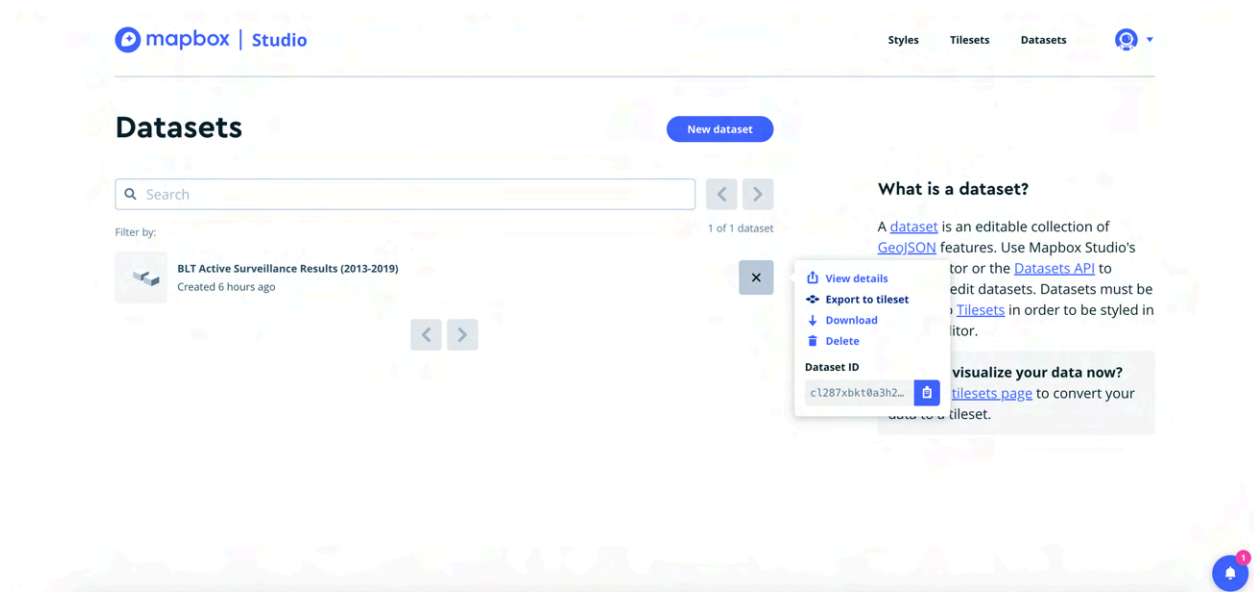 mapbox | Studio
Styles Tilesets Datasets
Datasets
New dataset
Search
Filter by:
1 of 1 dataset
BLT Active Surveillance Results (2013-2019)
Created 6 hours ago
View details
Export to tileset
Download
Delete
Dataset ID
cl287xbkt0a3h2…
What is a dataset?
A dataset is an editable collection of
GeoJSON features. Use Mapbox Studio's
tor or the Datasets API to
edit datasets. Datasets must be
Tilesets in order to be styled in
itor.
visualize your data now?
tilesets page to convert your
data to a tileset.
1